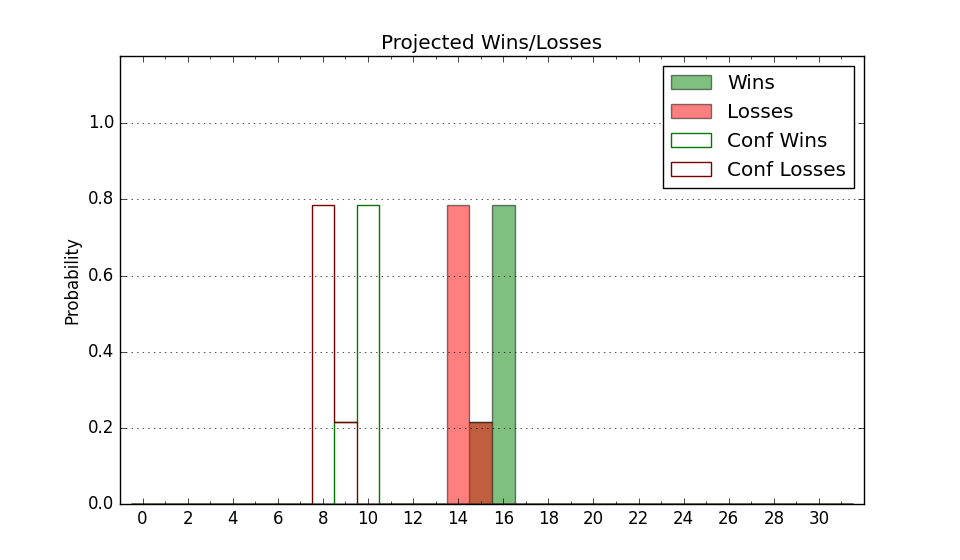 Projected Wins/Losses
Wins
Losses
Conf Wins
Conf Losses
Probability
1.0
0.8
0.6
0.4
0.2
0.0
0 2 4 6 8 10 12 14 16 18 20 22 24 26 28 30